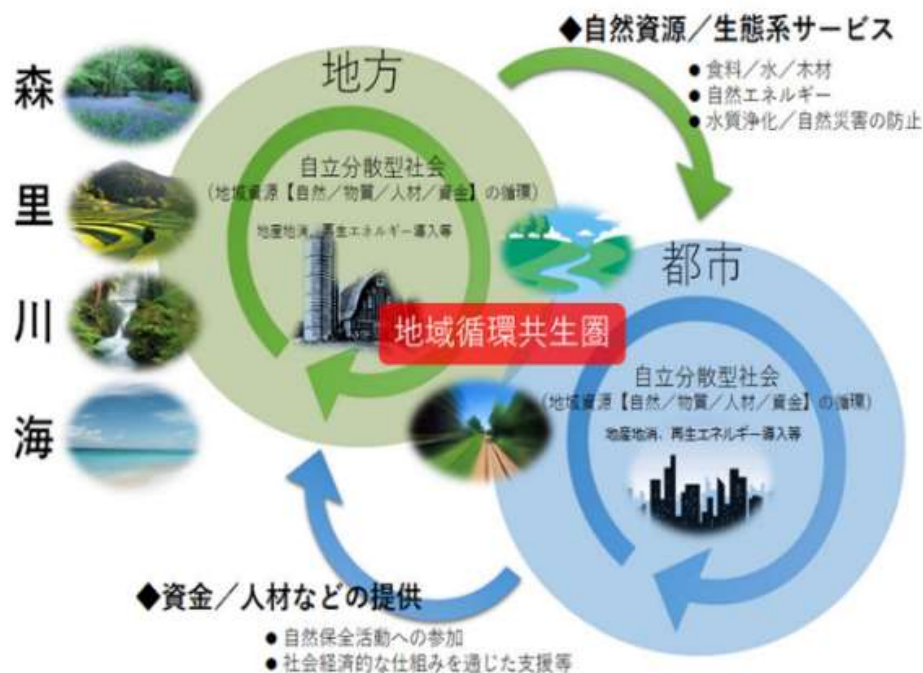 ◆自然資源／生態系サービス
● 食料／水／木材
● 自然エネルギー
● 水質浄化／自然災害の防止
森
里
川
海
地方
自立分散型社会
（地域資源【自然／物質／人材／資金】の循環）
地産地消、再生エネルギー導入等
地域循環共生圏
都市
自立分散型社会
（地域資源【自然／物質／人材／資金】の循環）
地産地消、再生エネルギー導入等
◆資金／人材などの提供
● 自然保全活動への参加
● 社会経済的な仕組みを通じた支援等